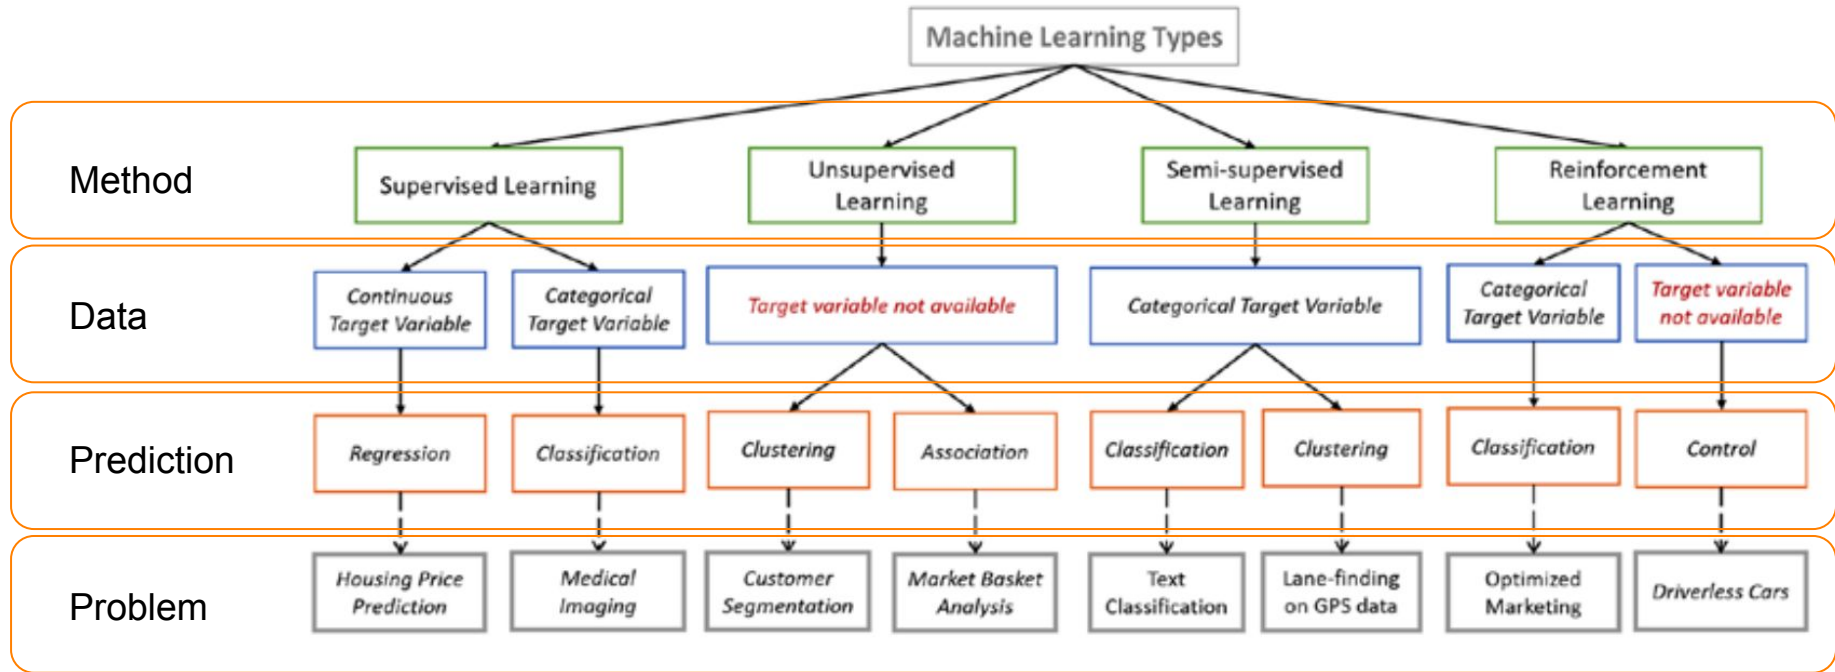 Machine Learning Types
Method
Supervised Learning
Unsupervised
Learning
Semi-supervised
Learning
Reinforcement
Learning
Data
Continuous
Target Variable
Categorical
Target Variable
Target variable not available
Categorical Target Variable
Categorical
Target Variable
Target variable
not available
Prediction
Regression
Classification
Clustering
Association
Classification
Clustering
Classification
Control
Problem
Housing Price
Prediction
Medical
Imaging
Customer
Segmentation
Market Basket
Analysis
Text
Classification
Lane-finding
on GPS data
Optimized
Marketing
Driverless Cars